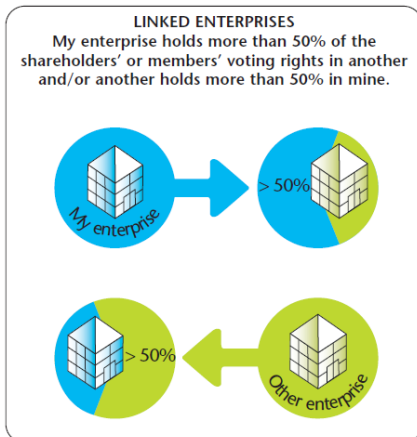 LINKED ENTERPRISES
My enterprise holds more than 50% of the
shareholders’ or members’ voting rights in another
and/or another holds more than 50% in mine.
My enterprise
> 50%
> 50%
Other enterprise